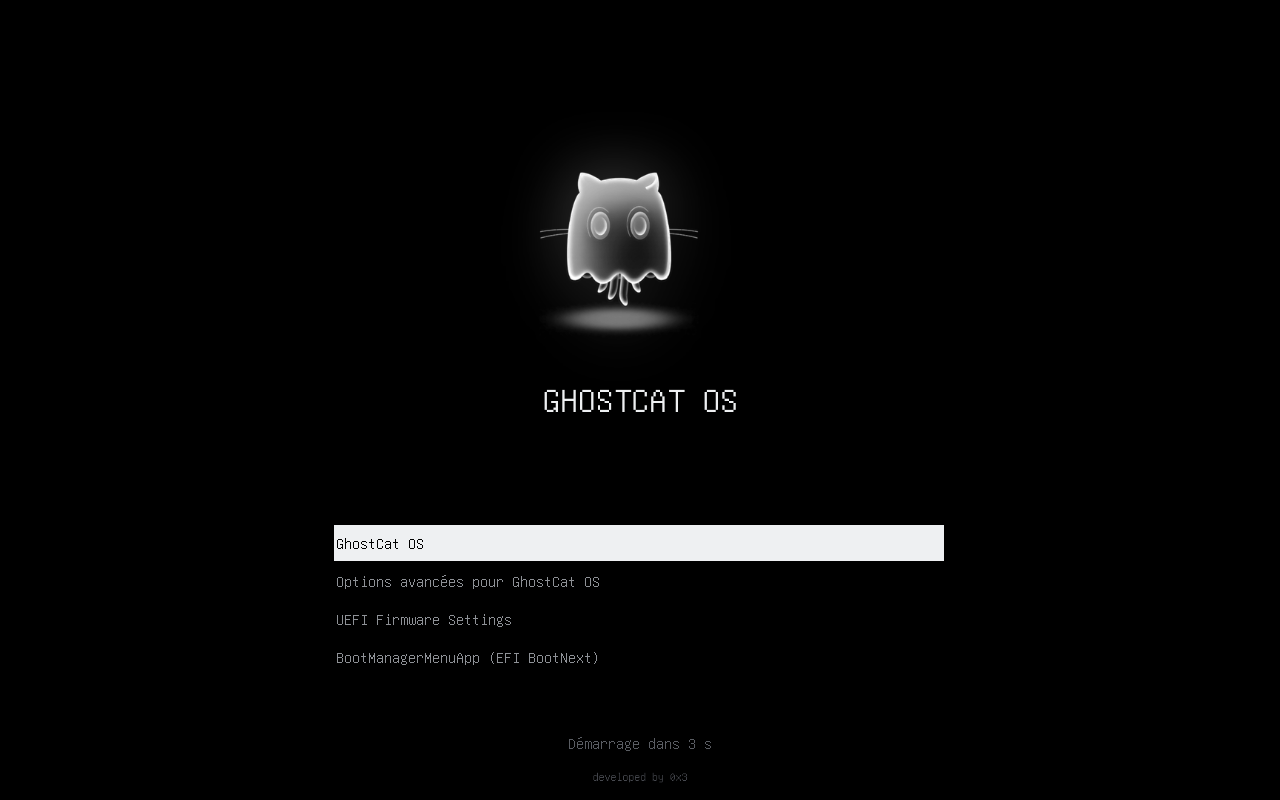 GHOSTCAT OS
GhostCat OS
Options avancées pour GhostCat OS
UEFI Firmware Settings
BootManagerMenuApp (EFI BootNext)
Démarrage dans 3 s
developed by 0x3